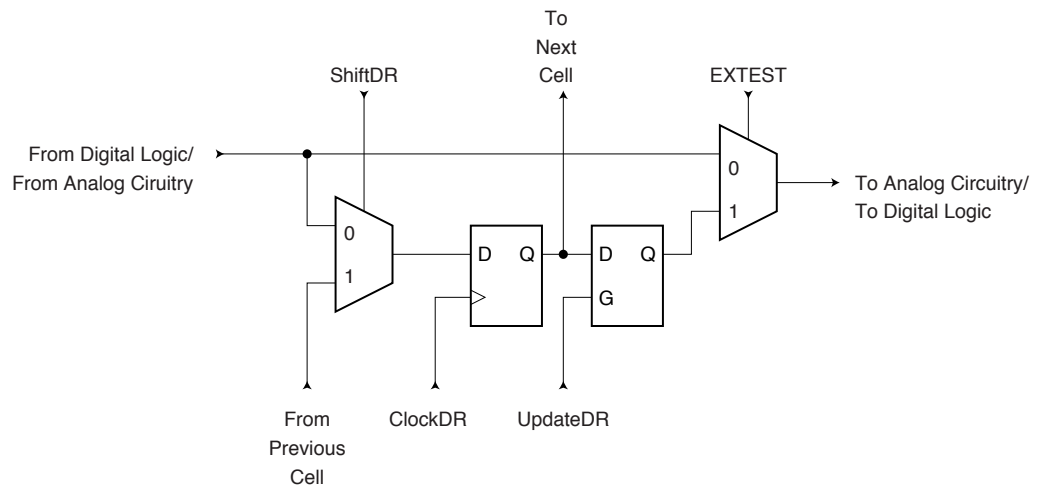 To
Next
Cell
ShiftDR
EXTEST
From Digital Logic/
From Analog Ciruitry
0
1
To Analog Circuitry/
To Digital Logic
0
1
D Q
D Q
G
From
Previous
Cell
ClockDR
UpdateDR